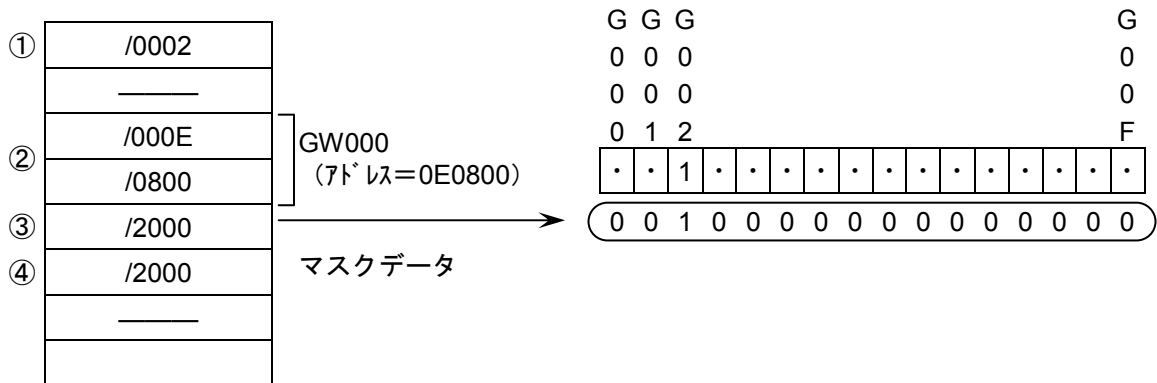 ① /0002
———
② /000E
/0800
GW000
(ｱﾄﾞﾚｽ＝0E0800)
③ /2000
④ /2000
———
マスクデータ
G G G G
0 0 0 0
0 0 0 0
0 1 2 F
・ ・ 1 ・ ・ ・ ・ ・ ・ ・ ・ ・ ・ ・ ・ ・
0 0 1 0 0 0 0 0 0 0 0 0 0 0 0 0